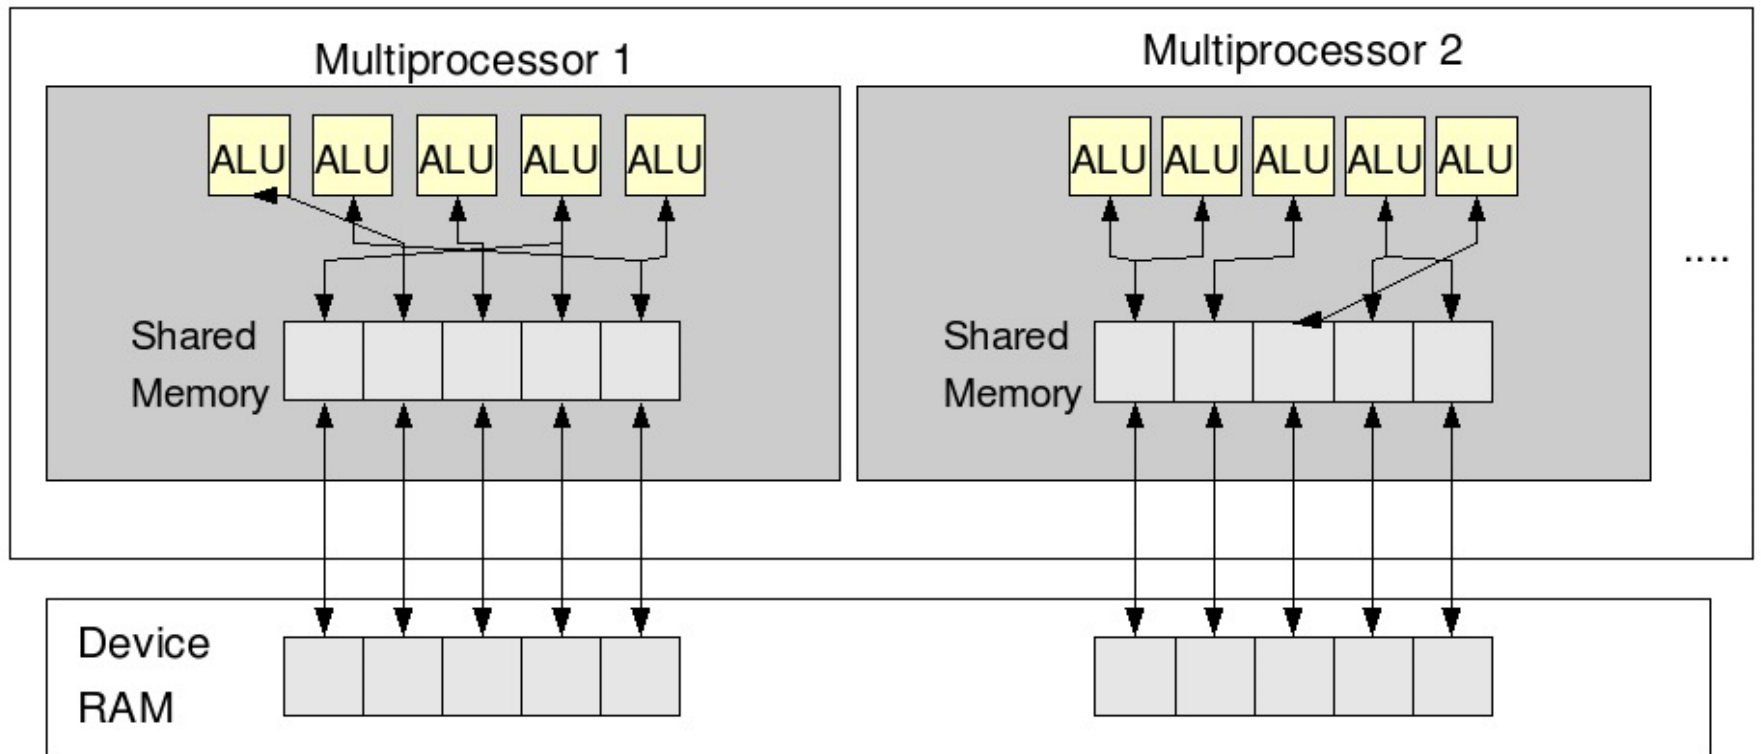 Multiprocessor 1
Multiprocessor 2
ALU ALU ALU ALU ALU
ALU ALU ALU ALU ALU
....
Shared
Memory
Shared
Memory
Device
RAM